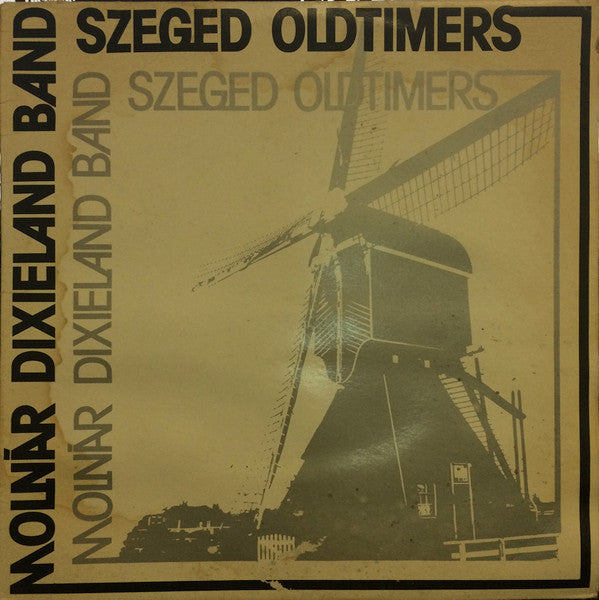 SZEGED OLDTIMERS
MOLNÁR DIXIELAND BAND
SZEGED OLDTIMERS
MOLNÁR DIXIELAND BAND